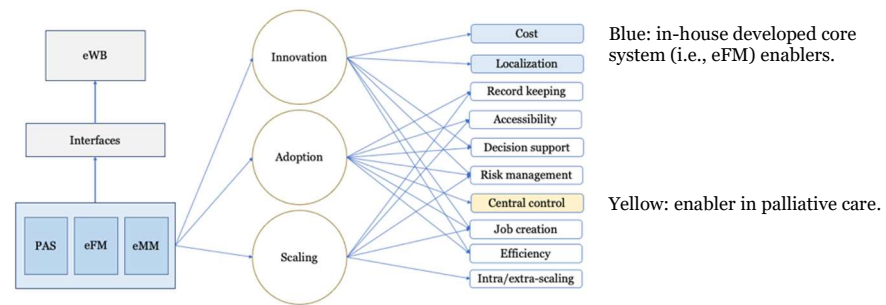 eWB
Interfaces
PAS
eFM
eMM
Innovation
Adoption
Scaling
Cost
Localization
Record keeping
Accessibility
Decision support
Risk management
Central control
Job creation
Efficiency
Intra/extra-scaling
Blue: in-house developed core
system (i.e., eFM) enablers.
Yellow: enabler in palliative care.